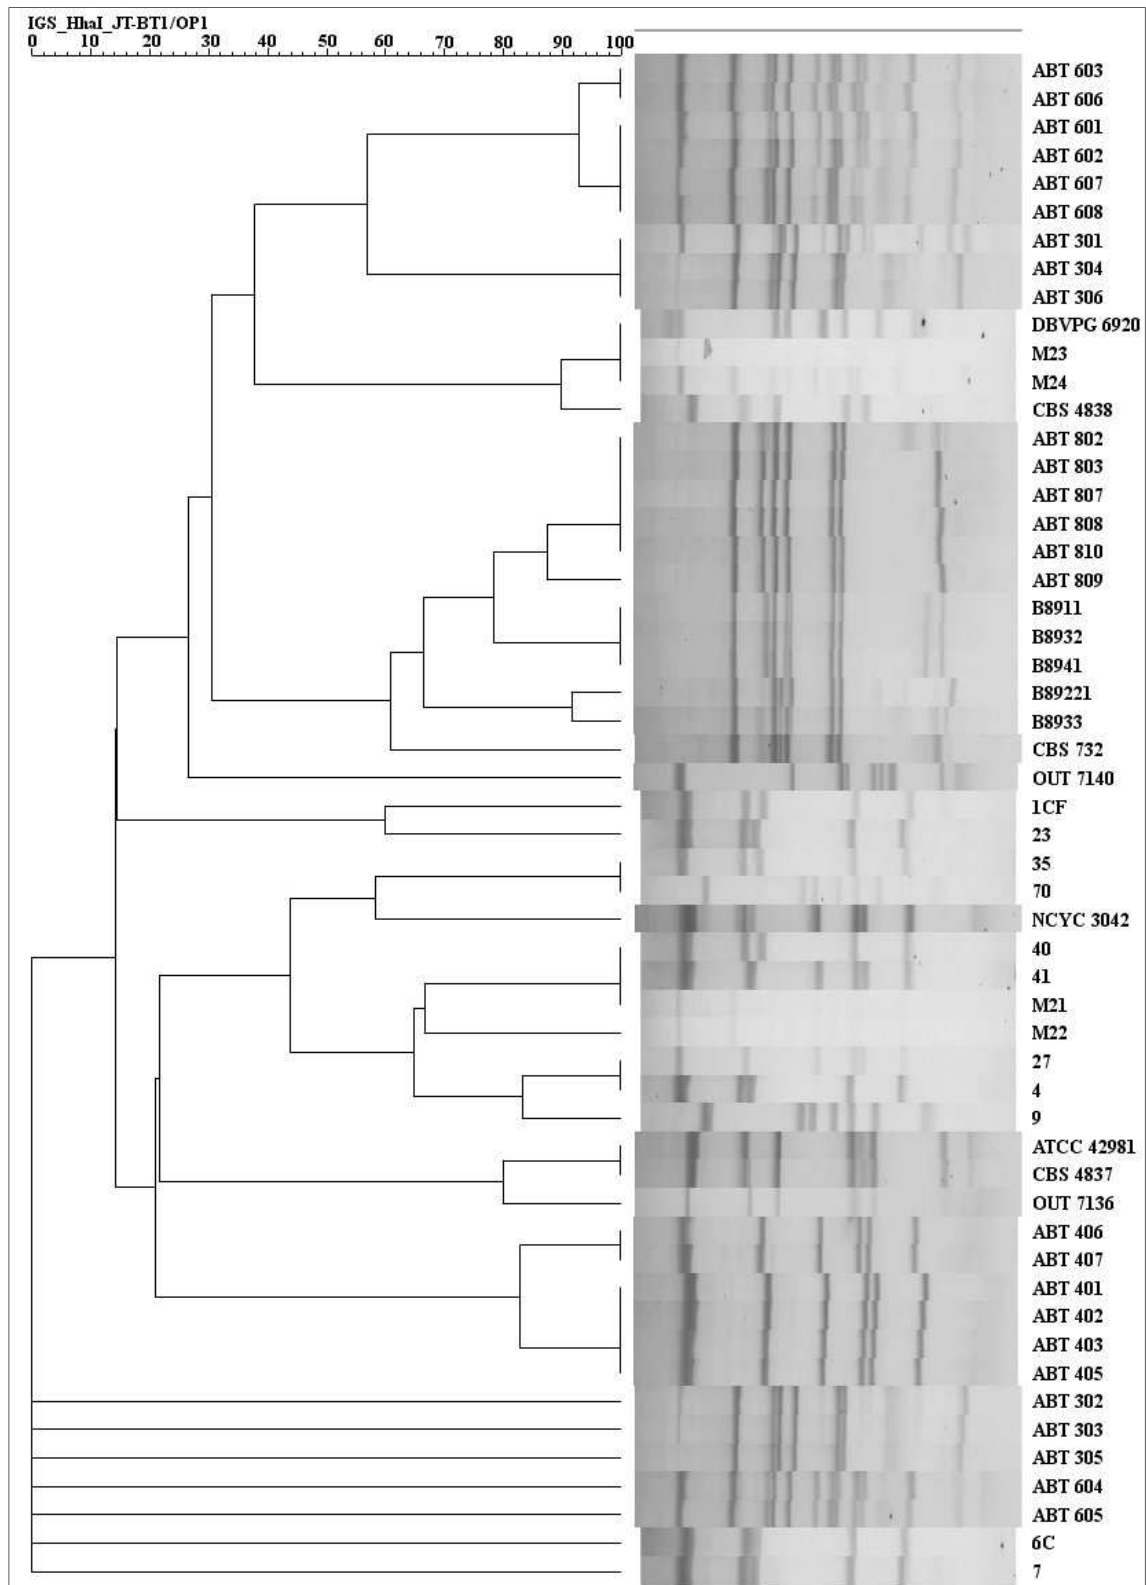 IGS_HhaI_JT-BT1/OP1
0 10 20 30 40 50 60 70 80 90 100
ABT 603
ABT 606
ABT 601
ABT 602
ABT 607
ABT 608
ABT 301
ABT 304
ABT 306
DBVPG 6920
M23
M24
CBS 4838
ABT 802
ABT 803
ABT 807
ABT 808
ABT 810
ABT 809
B8911
B8932
B8941
B89221
B8933
CBS 732
OUT 7140
1CF
23
35
70
NCYC 3042
40
41
M21
M22
27
4
9
ATCC 42981
CBS 4837
OUT 7136
ABT 406
ABT 407
ABT 401
ABT 402
ABT 403
ABT 405
ABT 302
ABT 303
ABT 305
ABT 604
ABT 605
6C
7